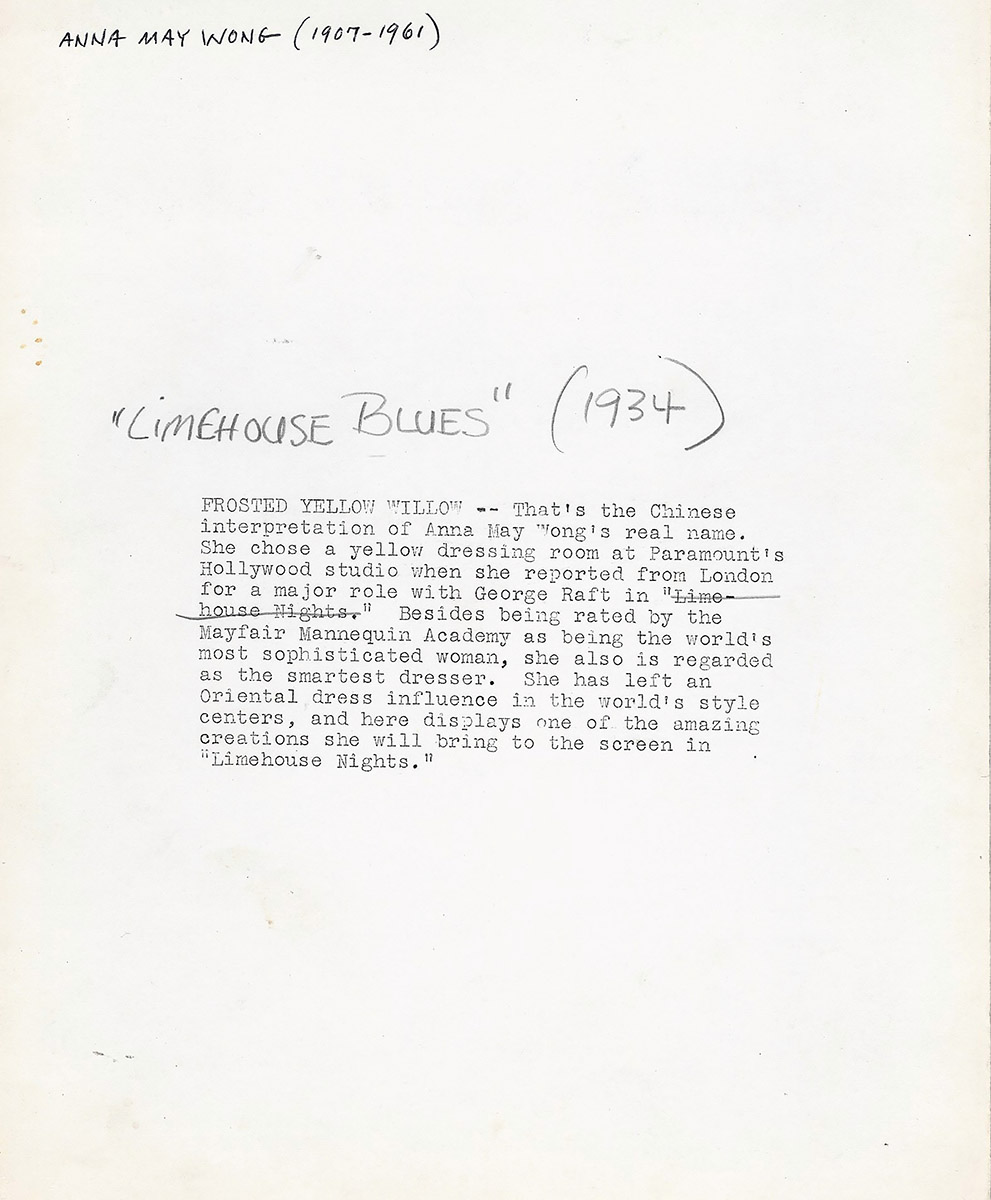 ANNA MAY WONG (1907-1961)
"LIMEHOUSE BLUES" (1934)
FROSTED YELLOW WILLOW -- That's the Chinese
interpretation of Anna May Wong's real name.
She chose a yellow dressing room at Paramount's
Hollywood studio when she reported from London
for a major role with George Raft in "Lime-
house Nights." Besides being rated by the
Mayfair Mannequin Academy as being the world's
most sophisticated woman, she also is regarded
as the smartest dresser. She has left an
Oriental dress influence in the world's style
centers, and here displays one of the amazing
creations she will bring to the screen in
"Limehouse Nights."